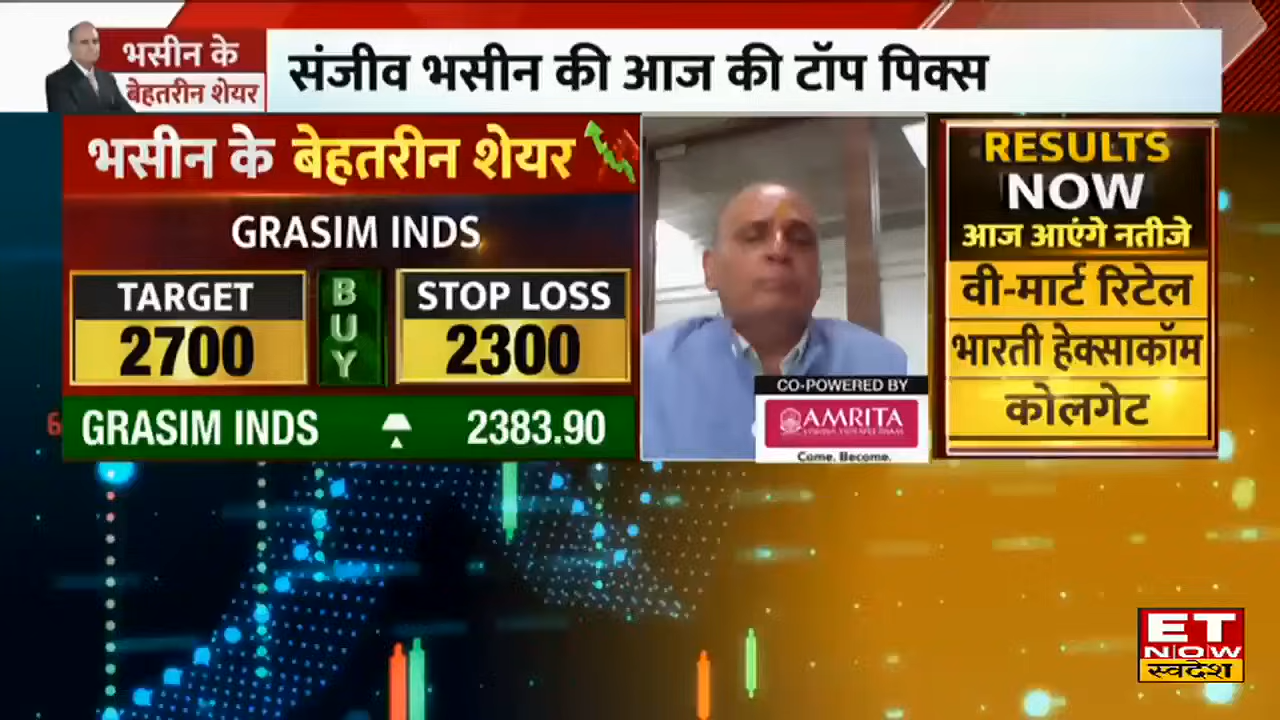 भसीन के
बेहतरीन शेयर
संजीव भसीन की आज की टॉप पिक्स
भसीन के बेहतरीन शेयर
GRASIM INDS
TARGET
2700
BUY
STOP LOSS
2300
GRASIM INDS 2383.90
CO-POWERED BY
AMRITA
Come. Become.
RESULTS
NOW
आज आएंगे नतीजे
वी-मार्ट रिटेल
भारती हेक्साकॉम
कोलगेट
6
ET
NOW
स्वदेश